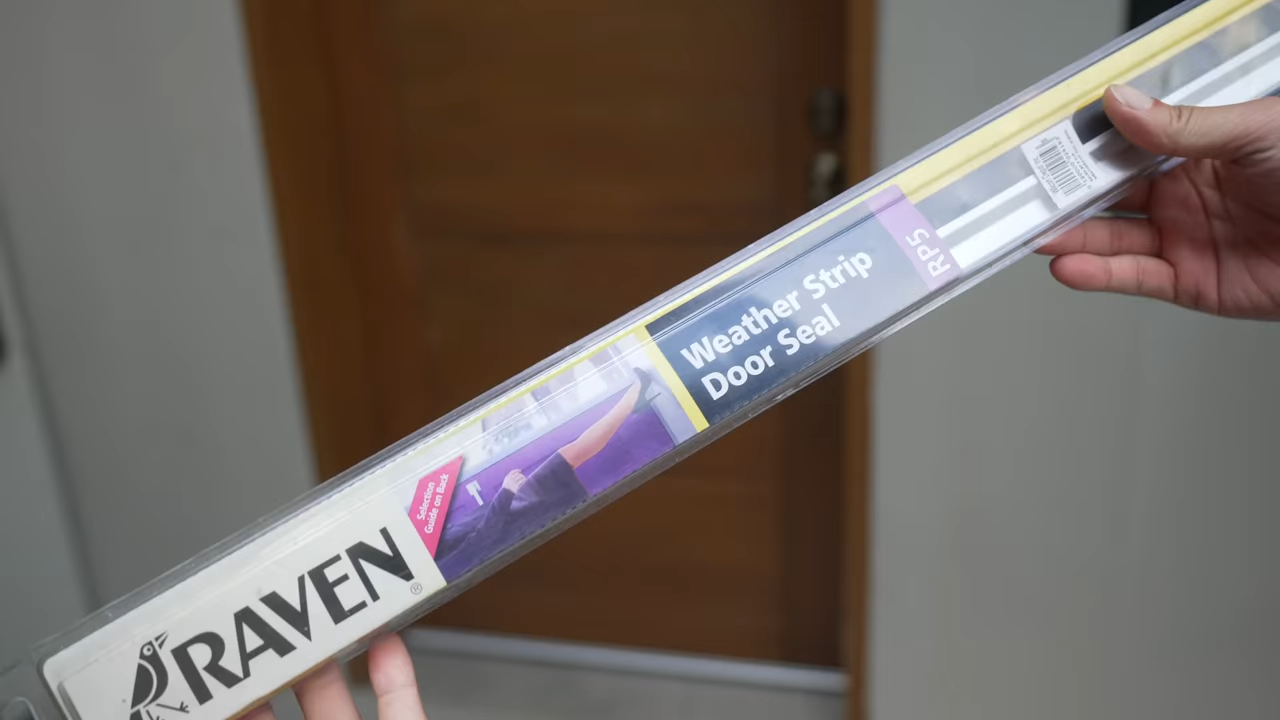 RAVEN®
Selection
Guide on Back
Weather Strip
Door Seal
RP5